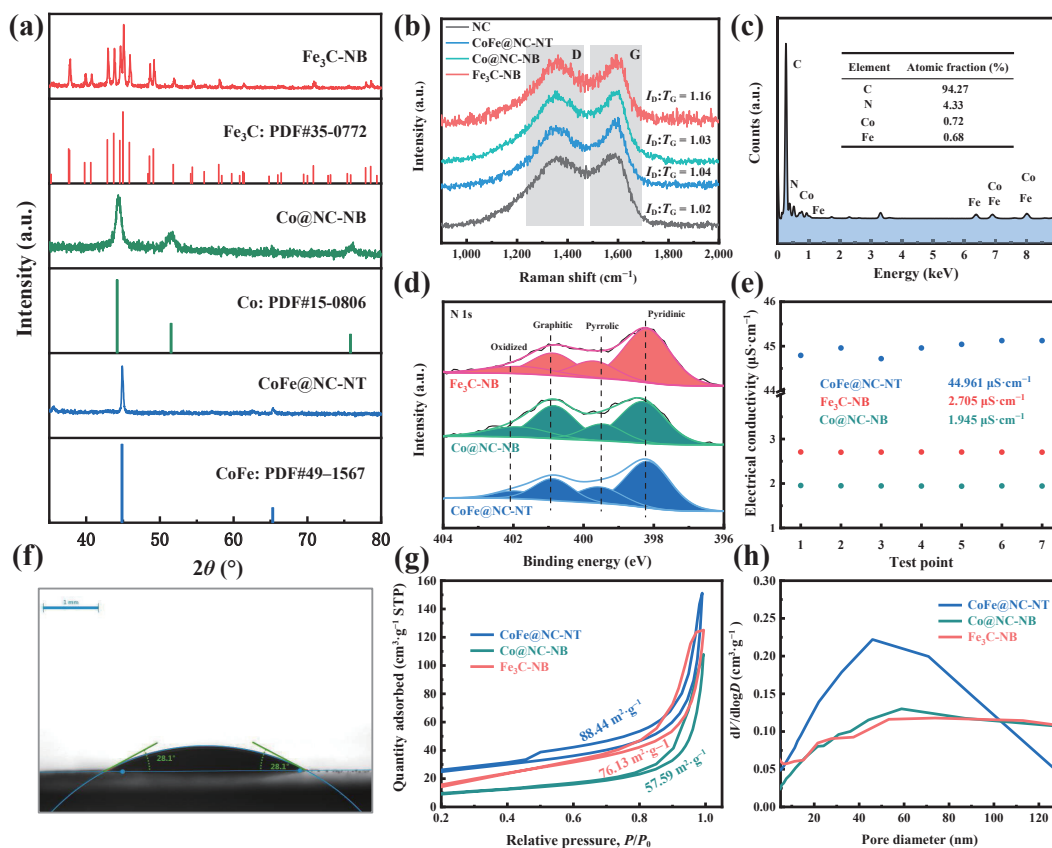 (a)
Fe₃C-NB
Fe₃C: PDF#35-0772
Co@NC-NB
Co: PDF#15-0806
CoFe@NC-NT
CoFe: PDF#49–1567
Intensity (a.u.)
40 50 60 70 80
2θ (°)
(b)
NC
CoFe@NC-NT
Co@NC-NB
Fe₃C-NB
D G
I_D:T_G = 1.16
I_D:T_G = 1.03
I_D:T_G = 1.04
I_D:T_G = 1.02
Intensity (a.u.)
1,000 1,200 1,400 1,600 1,800 2,000
Raman shift (cm⁻¹)
(c)
C
Element Atomic fraction (%)
C 94.27
N 4.33
Co 0.72
Fe 0.68
N Co Fe
Fe Co Fe Co Fe
Counts (a.u.)
0 1 2 3 4 5 6 7 8
Energy (keV)
(d)
N 1s
Oxidized Graphitic Pyrrolic Pyridinic
Fe₃C-NB
Co@NC-NB
CoFe@NC-NT
Intensity (a.u.)
404 402 400 398 396
Binding energy (eV)
(e)
46
45
44
3
2
1
CoFe@NC-NT 44.961 μS·cm⁻¹
Fe₃C-NB 2.705 μS·cm⁻¹
Co@NC-NB 1.945 μS·cm⁻¹
Electrical conductivity (μS·cm⁻¹)
1 2 3 4 5 6 7
Test point
(f)
1 mm
28.1° 28.1°
(g)
160
140
120
100
80
60
40
20
0
CoFe@NC-NT
Co@NC-NB
Fe₃C-NB
88.44 m²·g⁻¹
76.13 m²·g–1
57.59 m²·g⁻¹
Quantity adsorbed (cm³·g⁻¹ STP)
0.2 0.4 0.6 0.8 1.0
Relative pressure, P/P₀
(h)
0.30
0.25
0.20
0.15
0.10
0.05
0.00
CoFe@NC-NT
Co@NC-NB
Fe₃C-NB
dV/dlogD (cm³·g⁻¹)
20 40 60 80 100 120
Pore diameter (nm)